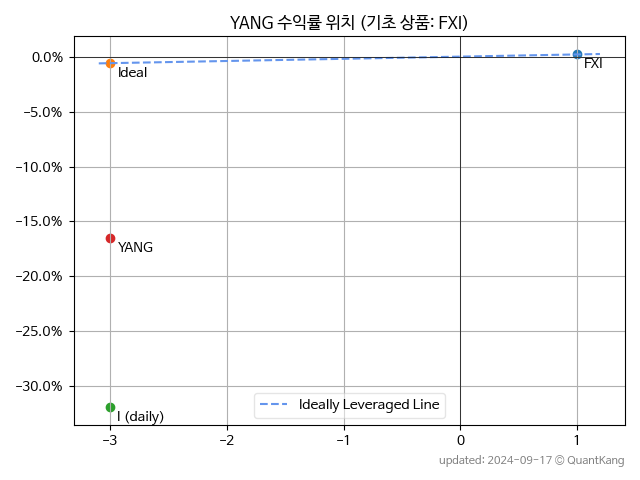 YANG 수익률 위치 (기초 상품: FXI)
0.0%
Ideal
FXI
−5.0%
−10.0%
−15.0%
YANG
−20.0%
−25.0%
−30.0%
Ideally Leveraged Line
I (daily)
−3
−2
−1
0
1
updated: 2024-09-17 © QuantKang